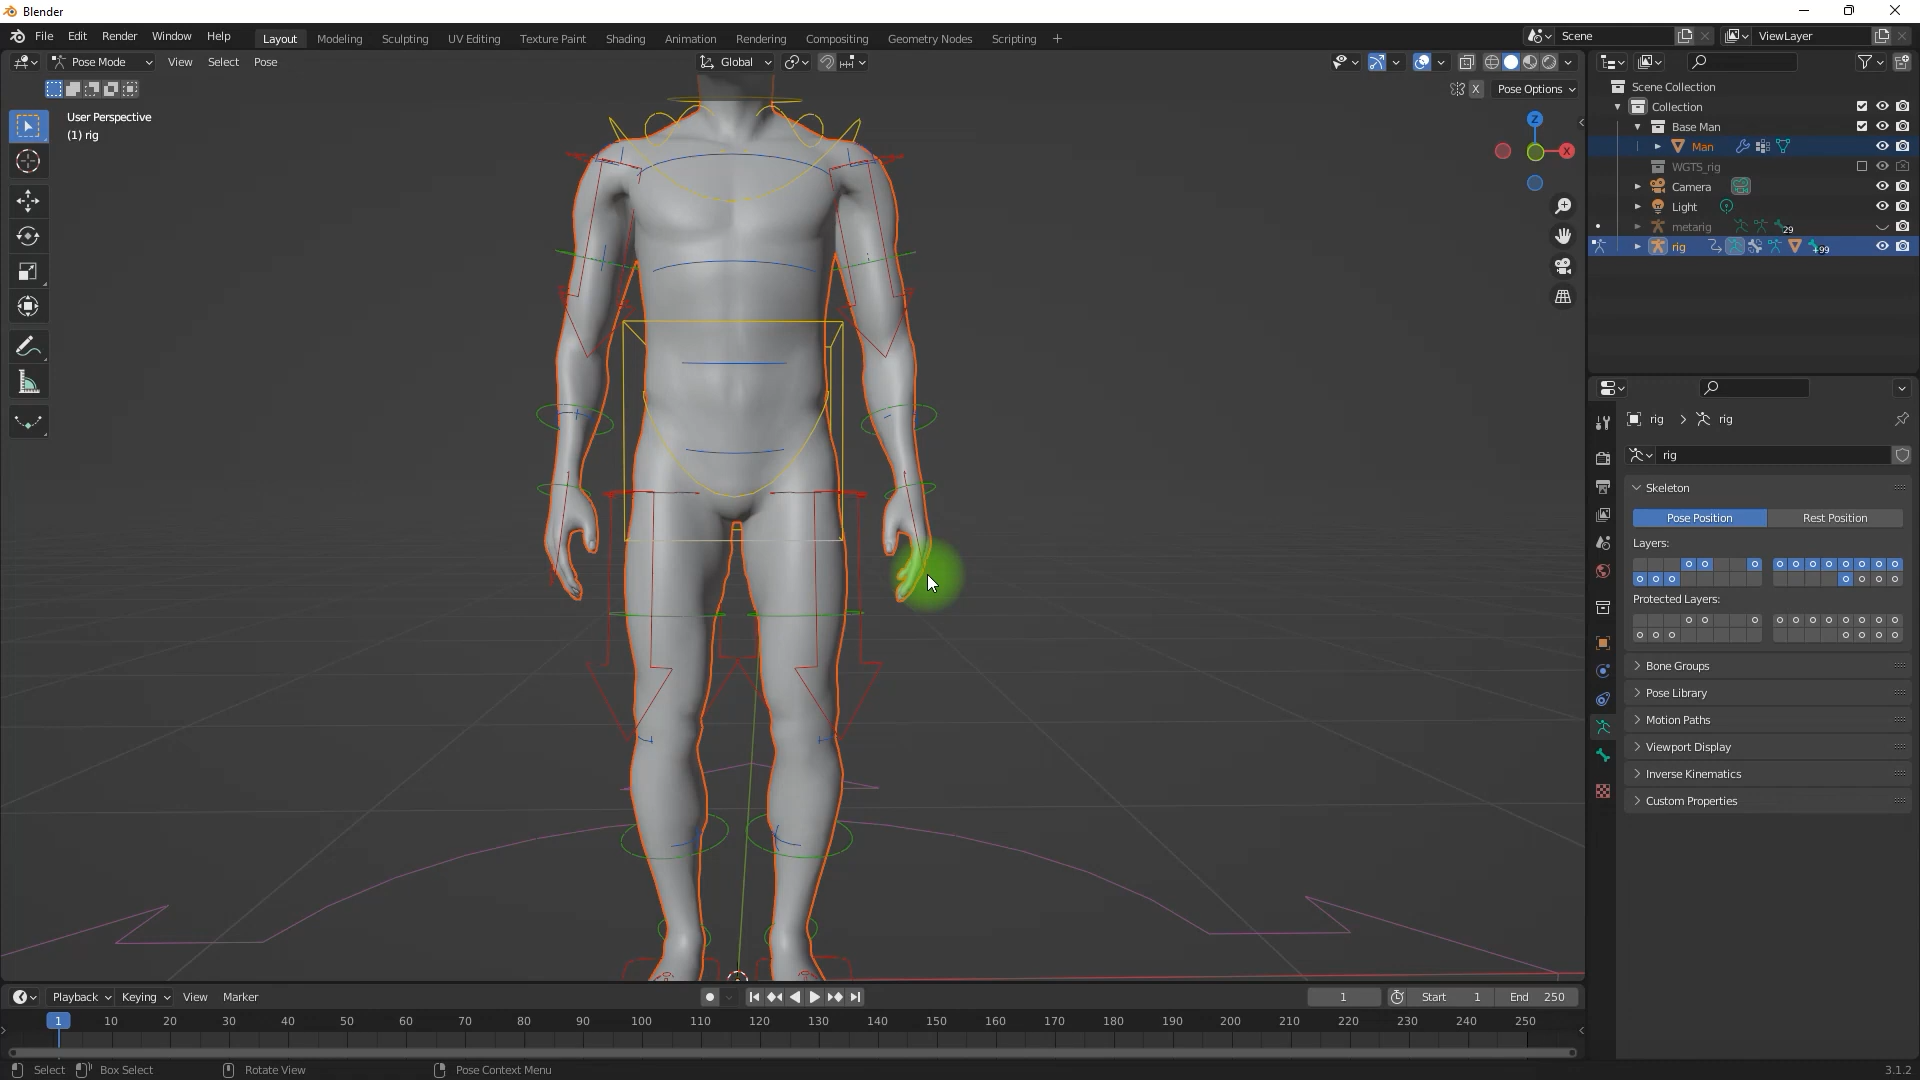 Blender
File Edit Render Window Help Layout Modeling Sculpting UV Editing Texture Paint Shading Animation Rendering Compositing Geometry Nodes Scripting + Scene ViewLayer
Pose Mode View Select Pose Global
X Pose Options
User Perspective
(1) rig
Z
X
Scene Collection
Collection
Base Man
Man
WGTS_rig
Camera
Light
metarig 29
rig +99
rig > rig
rig
Skeleton
Pose Position Rest Position
Layers:
Protected Layers:
Bone Groups
Pose Library
Motion Paths
Viewport Display
Inverse Kinematics
Custom Properties
Playback Keying View Marker 1 Start 1 End 250
1 10 20 30 40 50 60 70 80 90 100 110 120 130 140 150 160 170 180 190 200 210 220 230 240 250
Select Box Select Rotate View Pose Context Menu 3.1.2